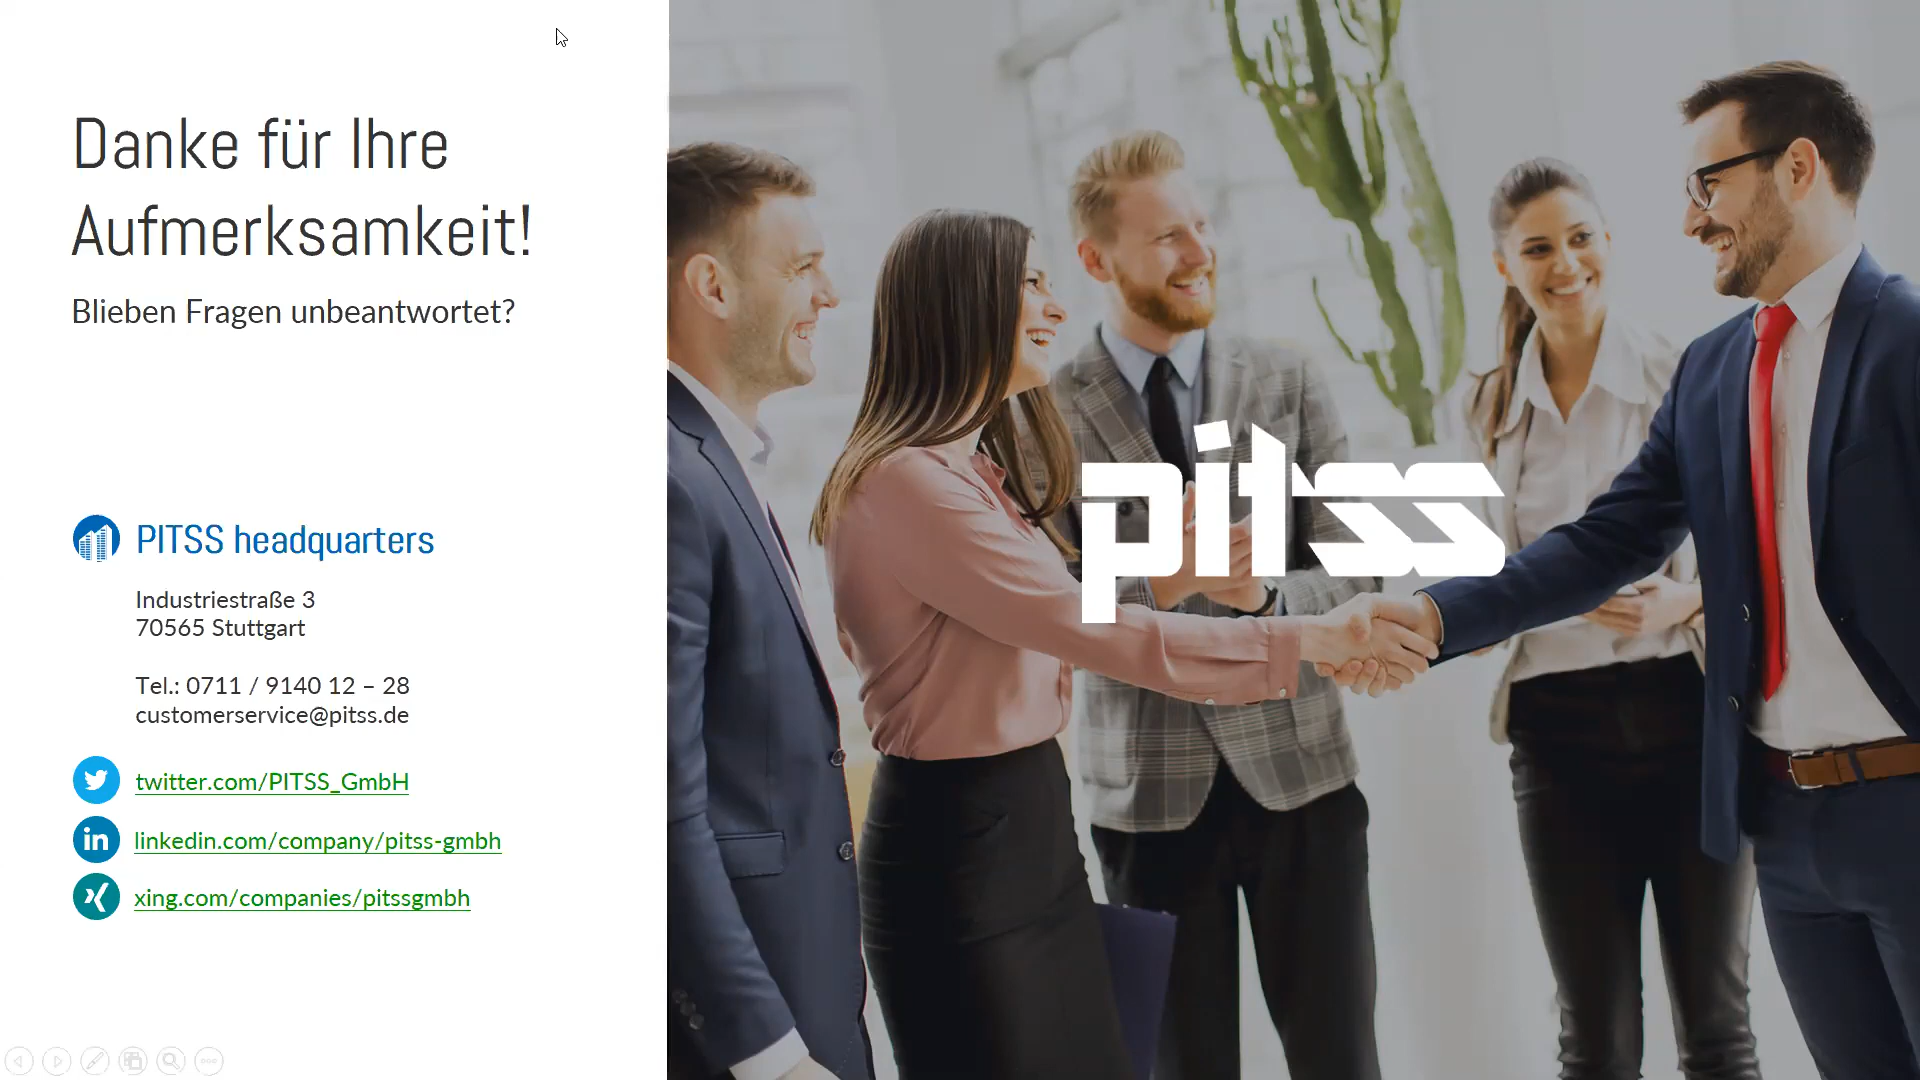 Danke für Ihre
Aufmerksamkeit!
Blieben Fragen unbeantwortet?
PITSS headquarters
Industriestraße 3
70565 Stuttgart
Tel.: 0711 / 9140 12 – 28
customerservice@pitss.de
twitter.com/PITSS_GmbH
in
linkedin.com/company/pitss-gmbh
xing.com/companies/pitssgmbh
pitss